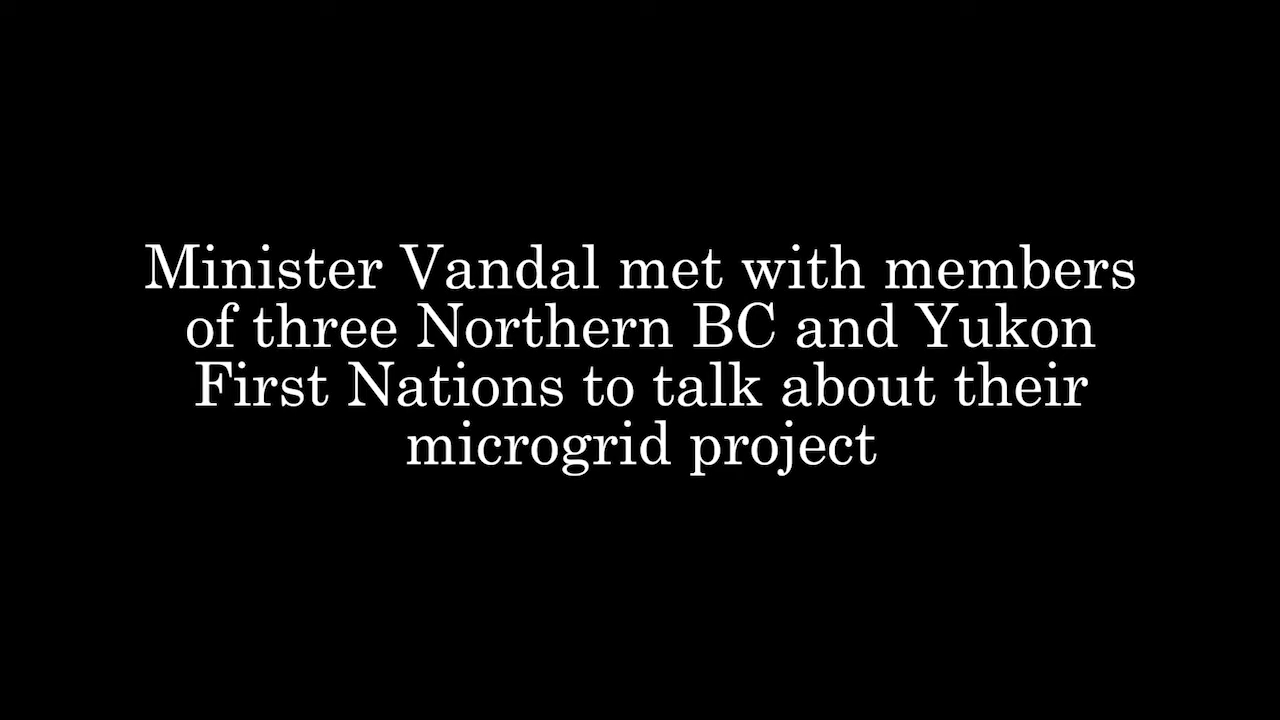 Minister Vandal met with members
of three Northern BC and Yukon
First Nations to talk about their
microgrid project